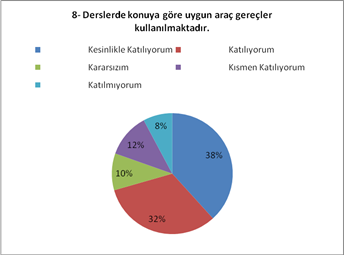 8- Derslerde konuya göre uygun araç gereçler
kullanılmaktadır.
Kesinlikle Katılıyorum
Katılıyorum
Kararsızım
Kısmen Katılıyorum
Katılmıyorum
8%
12%
38%
10%
32%